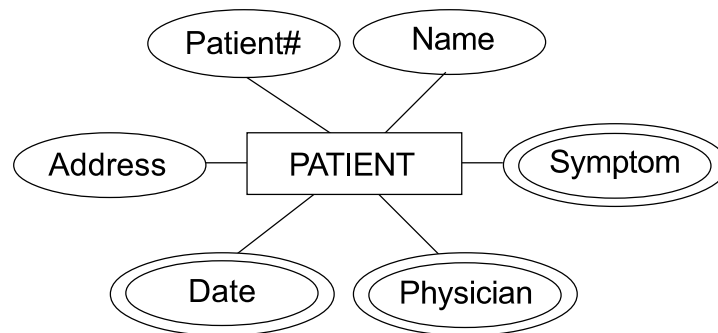 Patient#
Name
Address
PATIENT
Symptom
Date
Physician